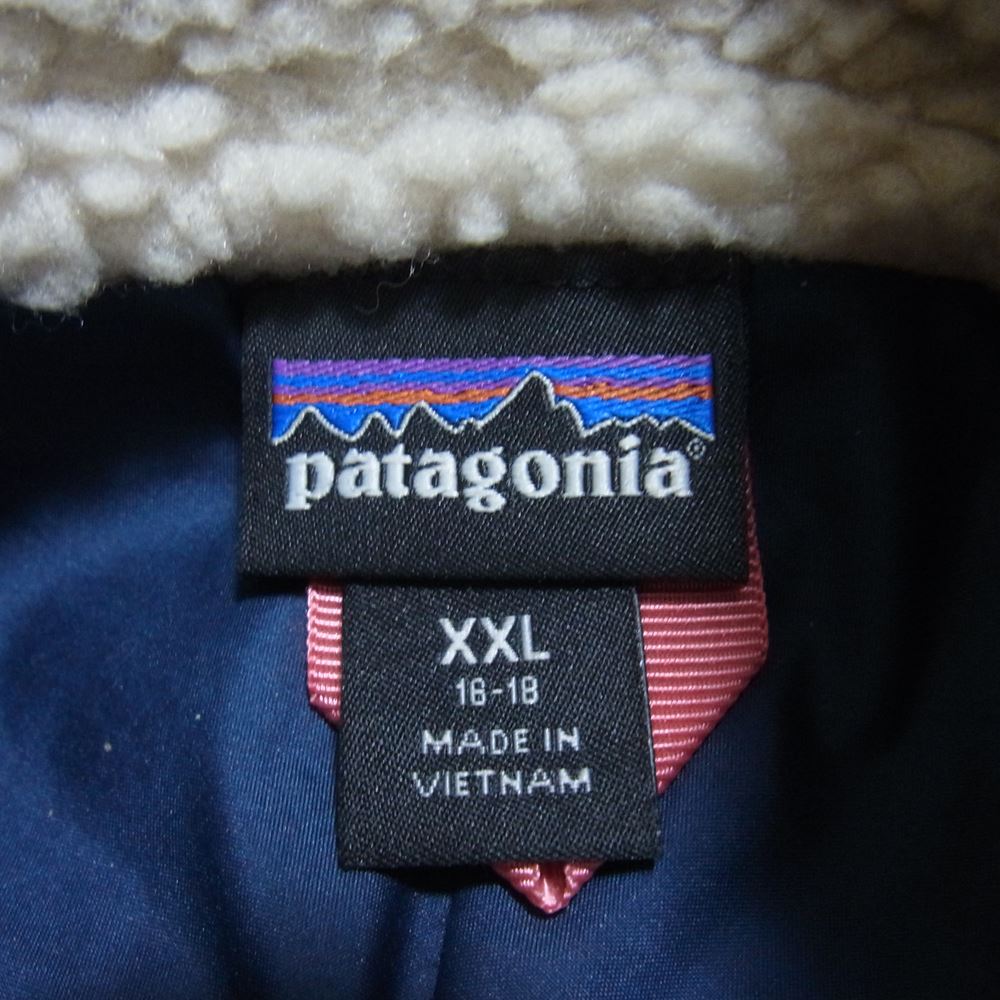 patagonia®
XXL
16-18
MADE IN
VIETNAM